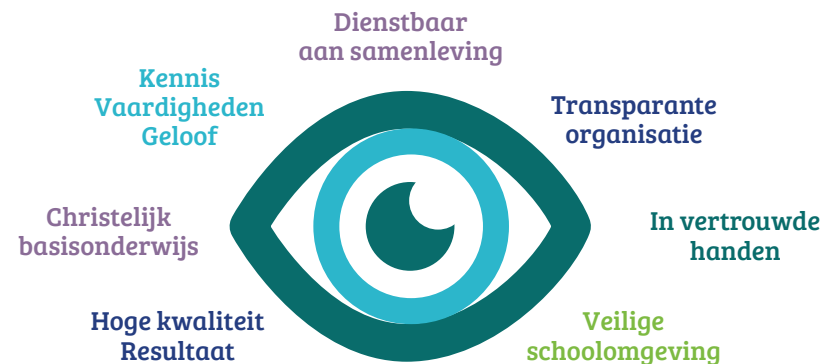 Dienstbaar
aan samenleving
Kennis
Vaardigheden
Geloof
Transparante
organisatie
Christelijk
basisonderwijs
In vertrouwde
handen
Hoge kwaliteit
Resultaat
Veilige
schoolomgeving